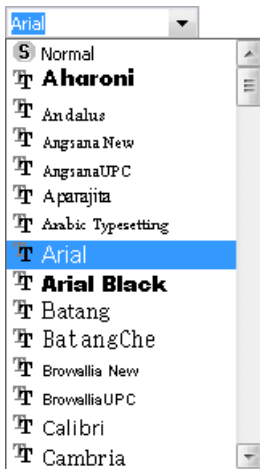 Arial
S Normal
Aharoni
Andalus
Angsana New
AngsanaUPC
Aparajita
Arabic Typesetting
Arial
Arial Black
Batang
BatangChe
Browallia New
BrowalliaUPC
Calibri
Cambria